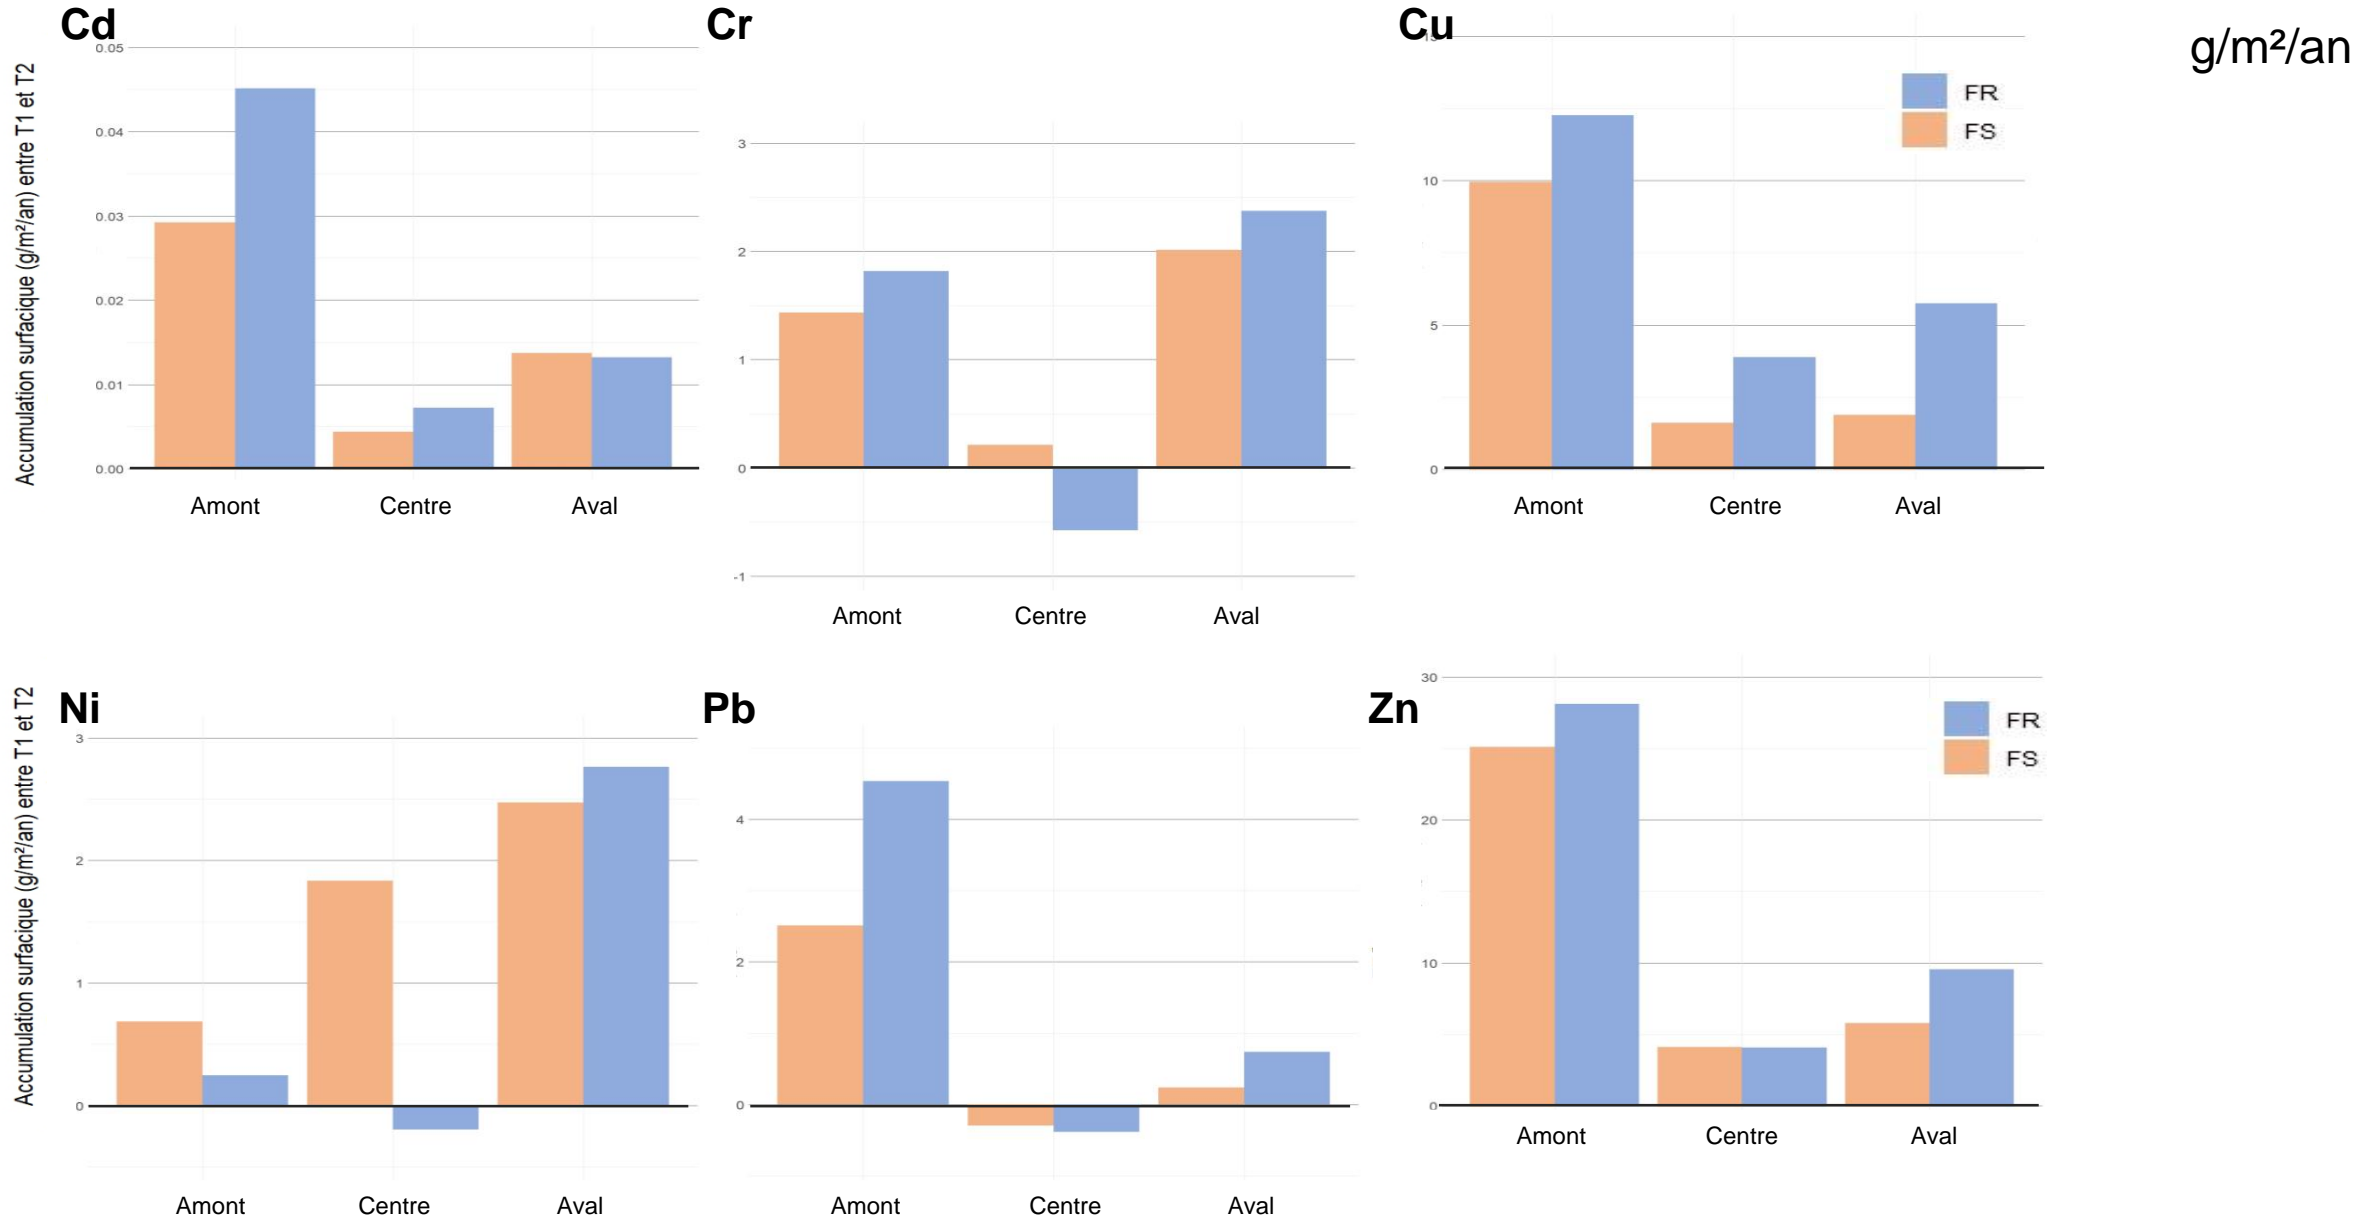 Cd
Cr
Cu
g/m²/an
Accumulation surfacique (g/m²/an) entre T1 et T2
0.05
0.04
0.03
0.02
0.01
0.00
Amont Centre Aval
3
2
1
0
-1
Amont Centre Aval
15
10
5
0
FR
FS
Amont Centre Aval
Ni
Pb
Zn
Accumulation surfacique (g/m²/an) entre T1 et T2
3
2
1
0
Amont Centre Aval
4
2
0
Amont Centre Aval
30
20
10
0
FR
FS
Amont Centre Aval